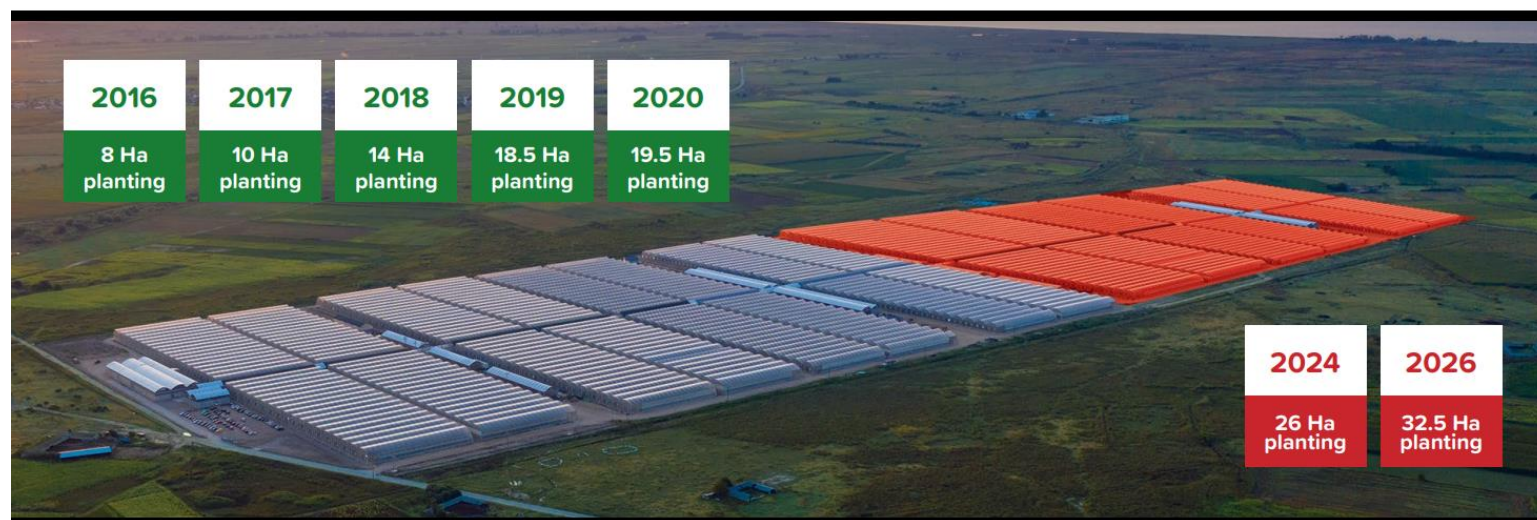 2016
8 Ha
planting
2017
10 Ha
planting
2018
14 Ha
planting
2019
18.5 Ha
planting
2020
19.5 Ha
planting
2024
26 Ha
planting
2026
32.5 Ha
planting